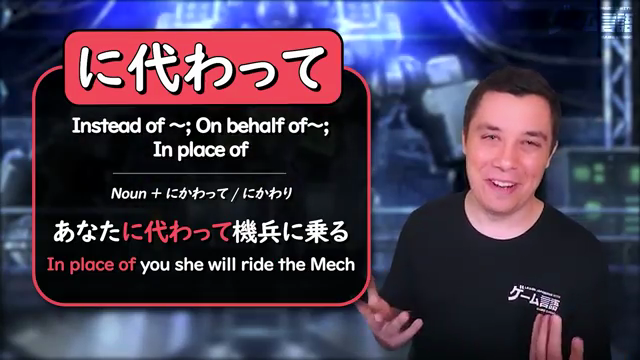 に代わって
Instead of ～; On behalf of～;
In place of
Noun + にかわって / にかわり
あなたに代わって機兵に乗る
In place of you she will ride the Mech
ゲーム言語